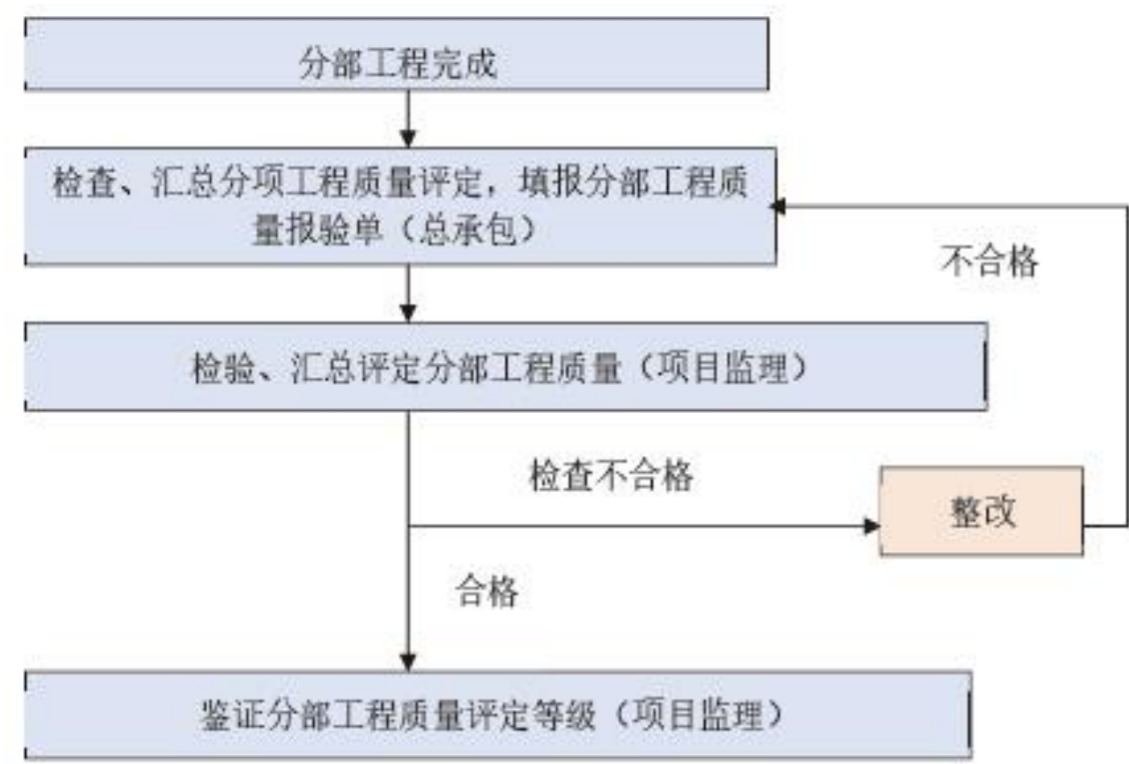 分部工程完成
检查、汇总分项工程质量评定，填报分部工程质
量报验单（总承包）
不合格
检验、汇总评定分部工程质量（项目监理）
检查不合格
整改
合格
鉴证分部工程质量评定等级（项目监理）